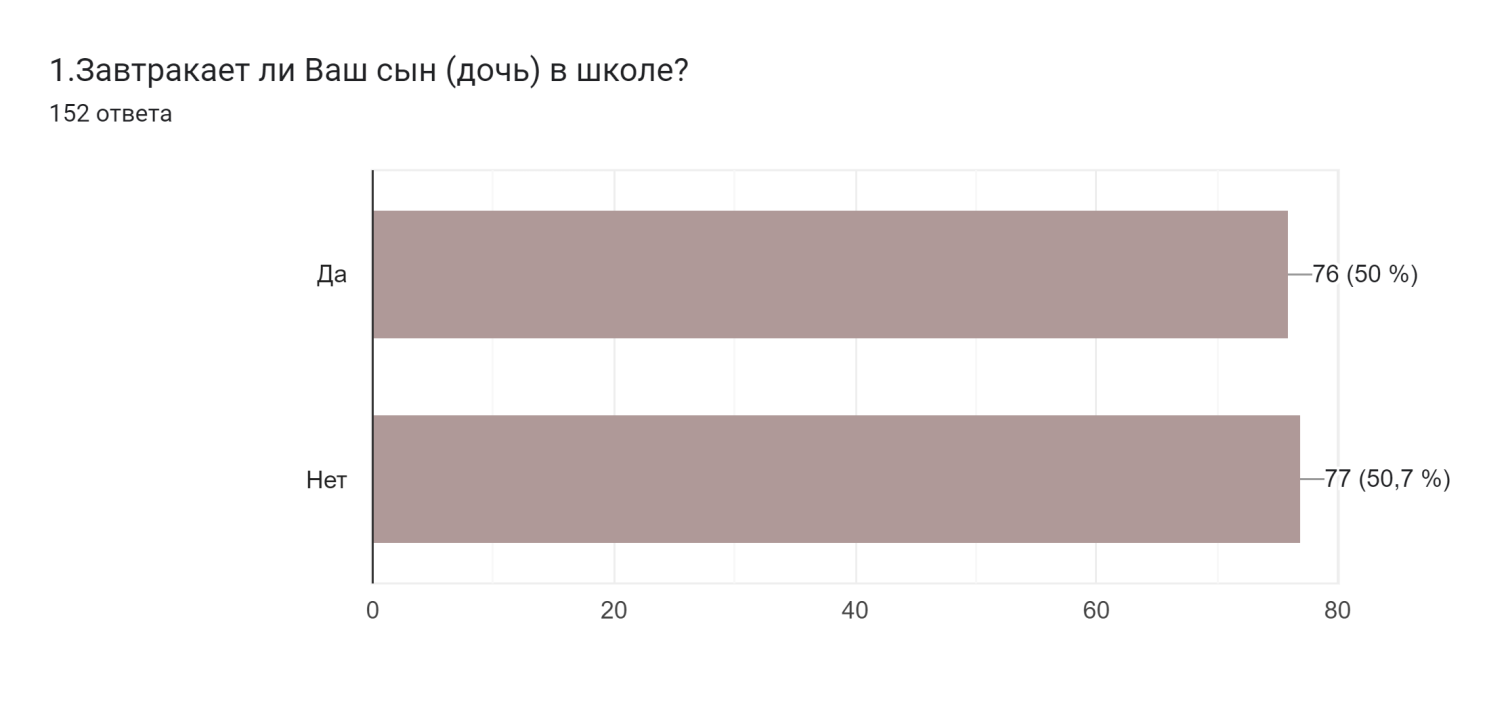 1.Завтракает ли Ваш сын (дочь) в школе?
152 ответа
Да
76 (50 %)
Нет
77 (50,7 %)
0 20 40 60 80